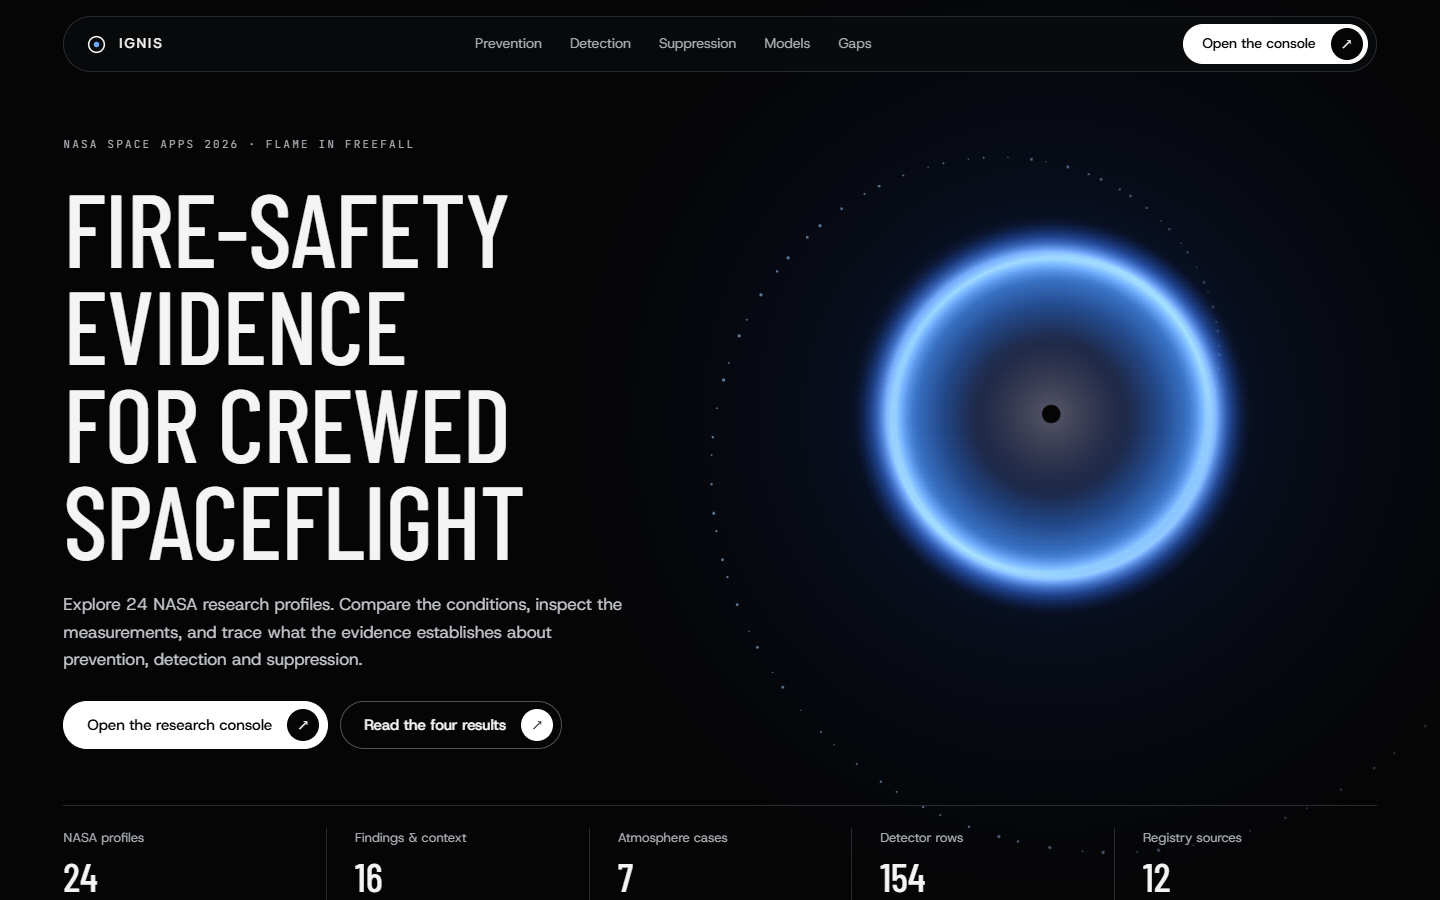 IGNIS
Prevention Detection Suppression Models Gaps
Open the console ↗
NASA SPACE APPS 2026 · FLAME IN FREEFALL
FIRE-SAFETY
EVIDENCE
FOR CREWED
SPACEFLIGHT
Explore 24 NASA research profiles. Compare the conditions, inspect the
measurements, and trace what the evidence establishes about
prevention, detection and suppression.
Open the research console ↗
Read the four results ↗
NASA profiles
24
Findings & context
16
Atmosphere cases
7
Detector rows
154
Registry sources
12